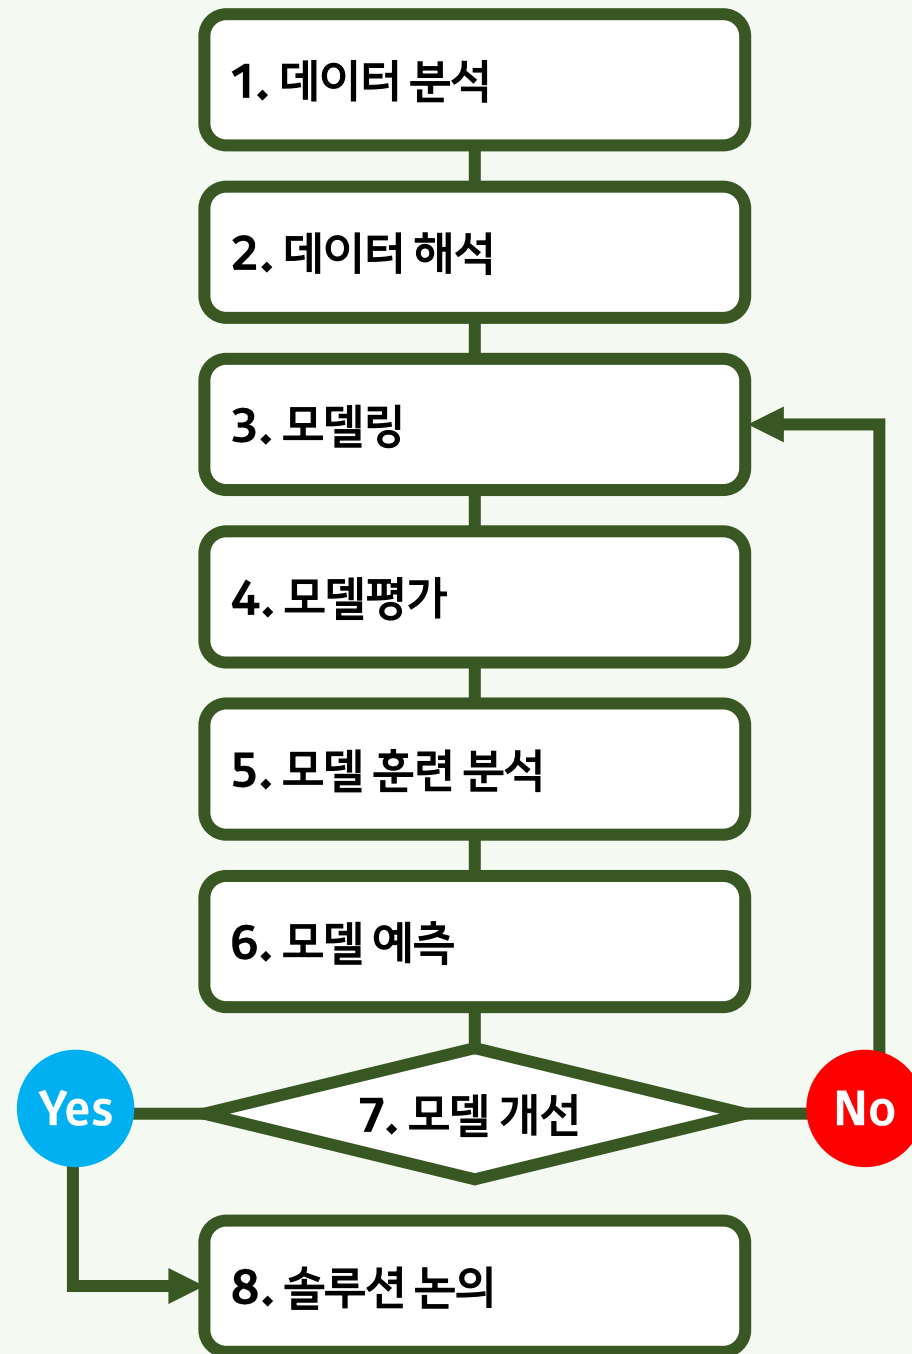 1. 데이터 분석
2. 데이터 해석
3. 모델링
4. 모델평가
5. 모델 훈련 분석
6. 모델 예측
Yes
7. 모델 개선
No
8. 솔루션 논의